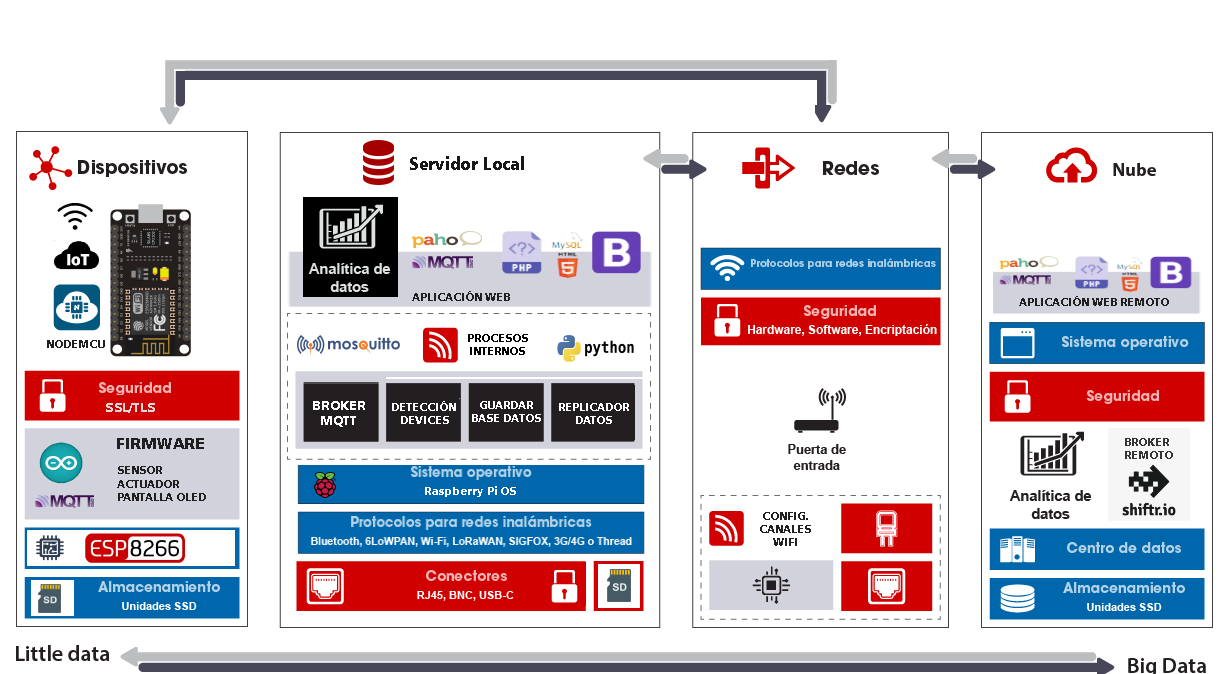 Dispositivos
IoT
NODEMCU
Seguridad
SSL/TLS
FIRMWARE
SENSOR
ACTUADOR
PANTALLA OLED
MQTT
ESP8266
SD
Almacenamiento
Unidades SSD
Servidor Local
Analítica de
datos
paho
MQTT
<?>
PHP
MySQL
HTML
5
B
APLICACIÓN WEB
mosquitto
PROCESOS
INTERNOS
python
BROKER
MQTT
DETECCIÓN
DEVICES
GUARDAR
BASE DATOS
REPLICADOR
DATOS
Sistema operativo
Raspberry Pi OS
Protocolos para redes inalámbricas
Bluetooth, 6LoWPAN, Wi-Fi, LoRaWAN, SIGFOX, 3G/4G o Thread
Conectores
RJ45, BNC, USB-C
SD
Redes
Protocolos para redes inalámbricas
Seguridad
Hardware, Software, Encriptación
Puerta de
entrada
CONFIG.
CANALES
WIFI
Nube
paho
MQTT
<?>
PHP
MySQL
HTML
5
B
APLICACIÓN WEB REMOTO
Sistema operativo
Seguridad
Analítica de
datos
BROKER
REMOTO
shiftr.io
Centro de datos
Almacenamiento
Unidades SSD
Little data
Big Data